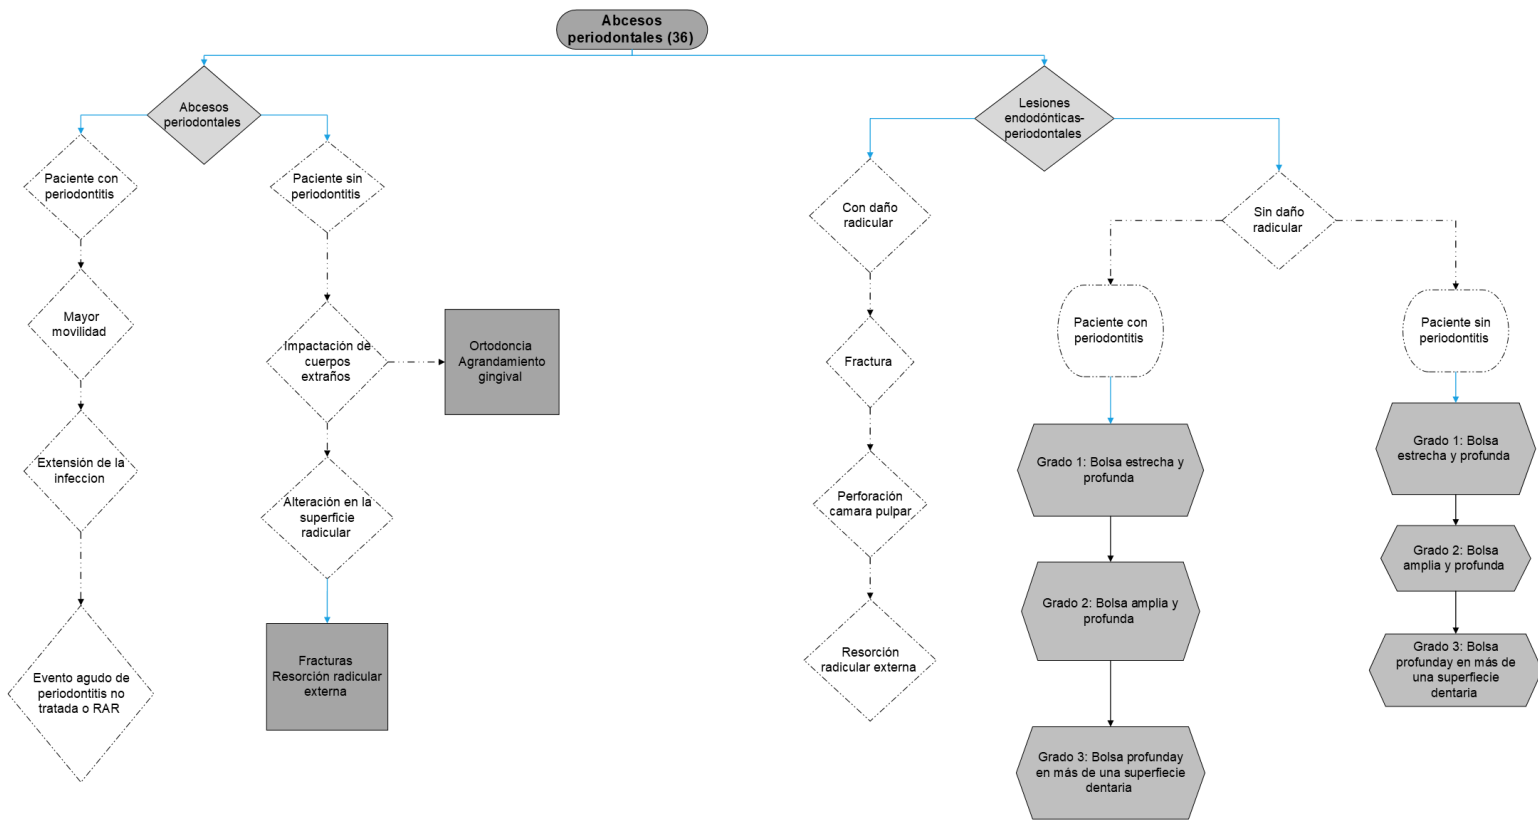 Abcesos
periodontales (36)
Abcesos
periodontales
Lesiones
endodónticas-
periodontales
Paciente con
periodontitis
Paciente sin
periodontitis
Con daño
radicular
Sin daño
radicular
Mayor
movilidad
Impactación de
cuerpos
extraños
Ortodoncia
Agrandamiento
gingival
Fractura
Paciente con
periodontitis
Paciente sin
periodontitis
Extensión de la
infeccion
Alteración en la
superficie
radicular
Perforación
camara pulpar
Grado 1: Bolsa estrecha y
profunda
Grado 1: Bolsa
estrecha y profunda
Grado 2: Bolsa amplia y
profunda
Grado 2: Bolsa
amplia y profunda
Evento agudo de
periodontitis no
tratada o RAR
Fracturas
Resorción radicular
externa
Resorción
radicular externa
Grado 3: Bolsa profunday
en más de una superfiecie
dentaria
Grado 3: Bolsa
profunday en más de
una superfiecie
dentaria